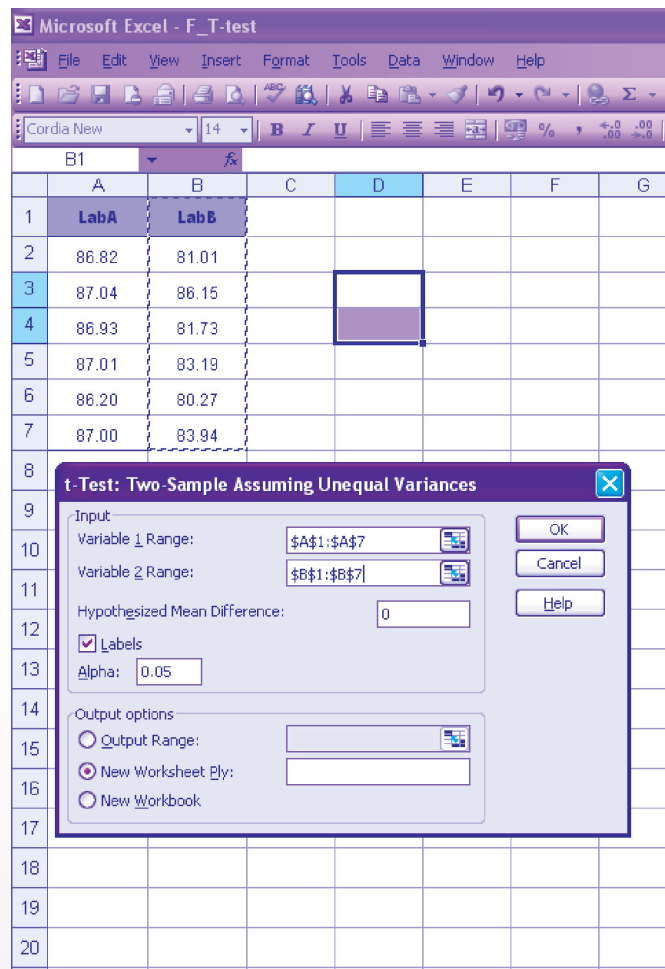 Microsoft Excel - F_T-test
File Edit View Insert Format Tools Data Window Help
ABC Σ
Cordia New 14 B I U % , .0 .00 .00 .0
B1 fx
A B C D E F G
1 LabA LabB
2 86.82 81.01
3 87.04 86.15
4 86.93 81.73
5 87.01 83.19
6 86.20 80.27
7 87.00 83.94
8
t-Test: Two-Sample Assuming Unequal Variances
9
Input
OK
Variable 1 Range: $A$1:$A$7
10
Cancel
Variable 2 Range: $B$1:$B$7
11
Help
Hypothesized Mean Difference: 0
12
Labels
13
Alpha: 0.05
14
Output options
Output Range:
15
New Worksheet Ply:
16
New Workbook
17
18
19
20